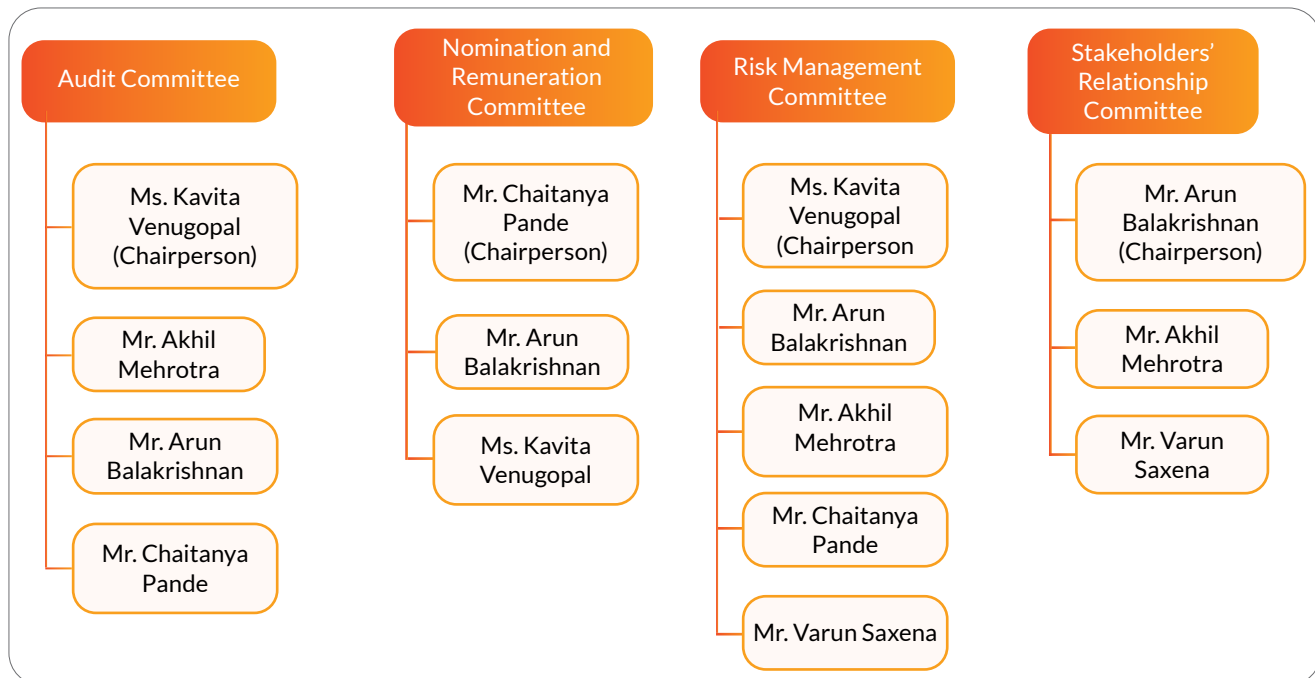 Audit Committee
Ms. Kavita
Venugopal
(Chairperson)
Mr. Akhil
Mehrotra
Mr. Arun
Balakrishnan
Mr. Chaitanya
Pande
Nomination and
Remuneration
Committee
Mr. Chaitanya
Pande
(Chairperson)
Mr. Arun
Balakrishnan
Ms. Kavita
Venugopal
Risk Management
Committee
Ms. Kavita
Venugopal
(Chairperson
Mr. Arun
Balakrishnan
Mr. Akhil
Mehrotra
Mr. Chaitanya
Pande
Mr. Varun Saxena
Stakeholders’
Relationship
Committee
Mr. Arun
Balakrishnan
(Chairperson)
Mr. Akhil
Mehrotra
Mr. Varun
Saxena